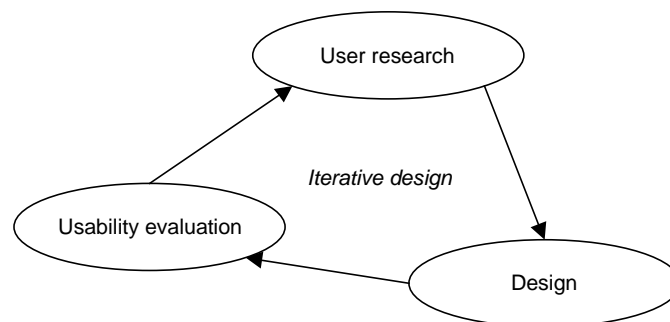 User research
Iterative design
Usability evaluation
Design